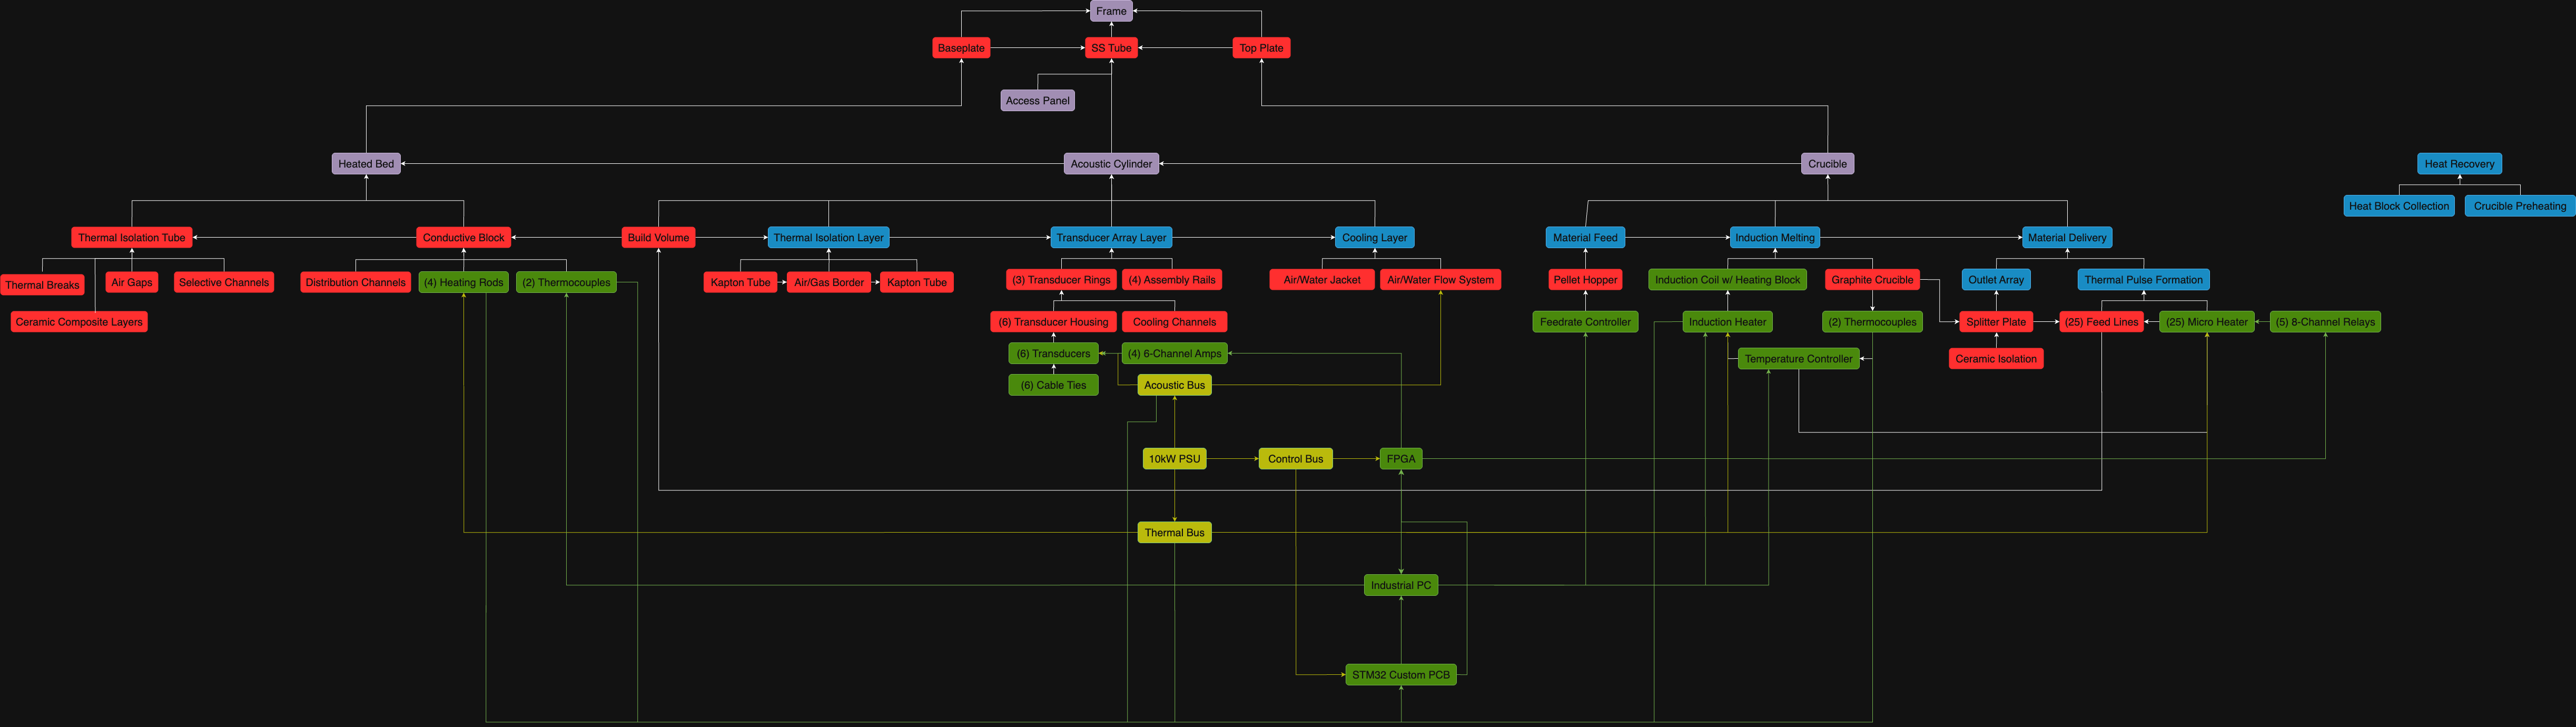 Frame
Baseplate
SS Tube
Top Plate
Access Panel
Heated Bed
Acoustic Cylinder
Crucible
Heat Recovery
Heat Block Collection
Crucible Preheating
Thermal Isolation Tube
Conductive Block
Build Volume
Thermal Isolation Layer
Transducer Array Layer
Cooling Layer
Material Feed
Induction Melting
Material Delivery
Thermal Breaks
Air Gaps
Selective Channels
Distribution Channels
(4) Heating Rods
(2) Thermocouples
Kapton Tube
Air/Gas Border
Kapton Tube
(3) Transducer Rings
(4) Assembly Rails
Air/Water Jacket
Air/Water Flow System
Pellet Hopper
Induction Coil w/ Heating Block
Graphite Crucible
Outlet Array
Thermal Pulse Formation
Ceramic Composite Layers
(6) Transducer Housing
Cooling Channels
Feedrate Controller
Induction Heater
(2) Thermocouples
Splitter Plate
(25) Feed Lines
(25) Micro Heater
(5) 8-Channel Relays
(6) Transducers
(4) 6-Channel Amps
Temperature Controller
Ceramic Isolation
(6) Cable Ties
Acoustic Bus
10kW PSU
Control Bus
FPGA
Thermal Bus
Industrial PC
STM32 Custom PCB